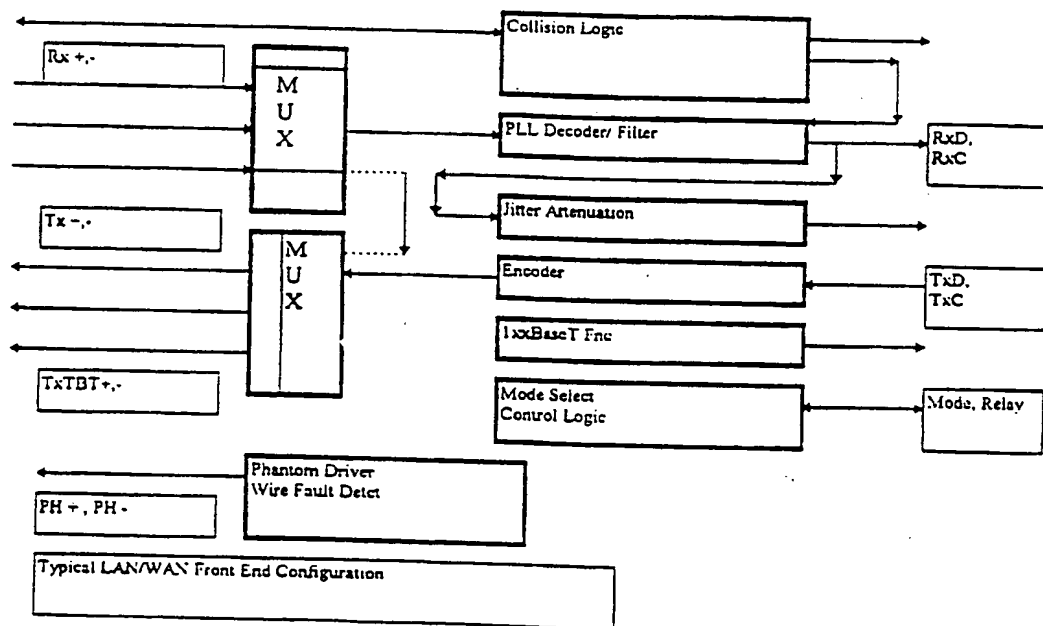 Collision Logic
Rx +,-
M
U
X
PLL Decoder/ Filter
RxD,
RxC
Jitter Attenuation
Tx -,-
M
U
X
Encoder
TxD,
TxC
1xxBaseT Fnc
TxTBT+,-
Mode Select
Control Logic
Mode, Relay
Phantom Driver
Wire Fault Detct
PH + , PH -
Typical LAN/WAN Front End Configuration